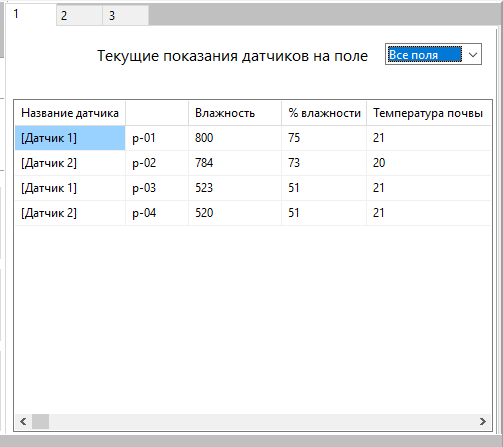 1 2 3
Текущие показания датчиков на поле Все поля
Название датчика Влажность % влажности Температура почвы
[Датчик 1] p-01 800 75 21
[Датчик 2] p-02 784 73 20
[Датчик 1] p-03 523 51 21
[Датчик 2] p-04 520 51 21